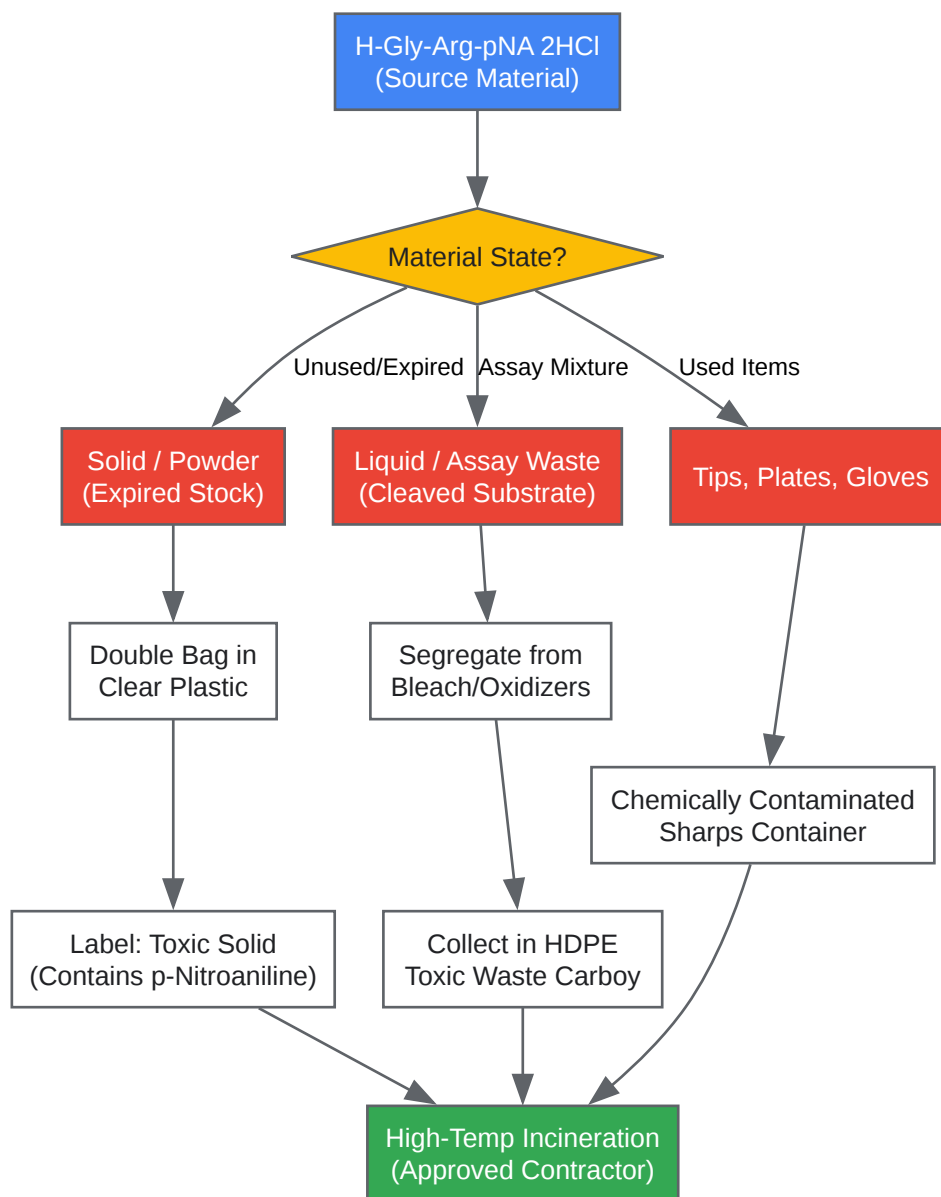 H-Gly-Arg-pNA 2HCl
(Source Material)
Material State?
Unused/Expired
Assay Mixture
Used Items
Solid / Powder
(Expired Stock)
Liquid / Assay Waste
(Cleaved Substrate)
Tips, Plates, Gloves
Double Bag in
Clear Plastic
Segregate from
Bleach/Oxidizers
Chemically Contaminated
Sharps Container
Label: Toxic Solid
(Contains p-Nitroaniline)
Collect in HDPE
Toxic Waste Carboy
High-Temp Incineration
(Approved Contractor)